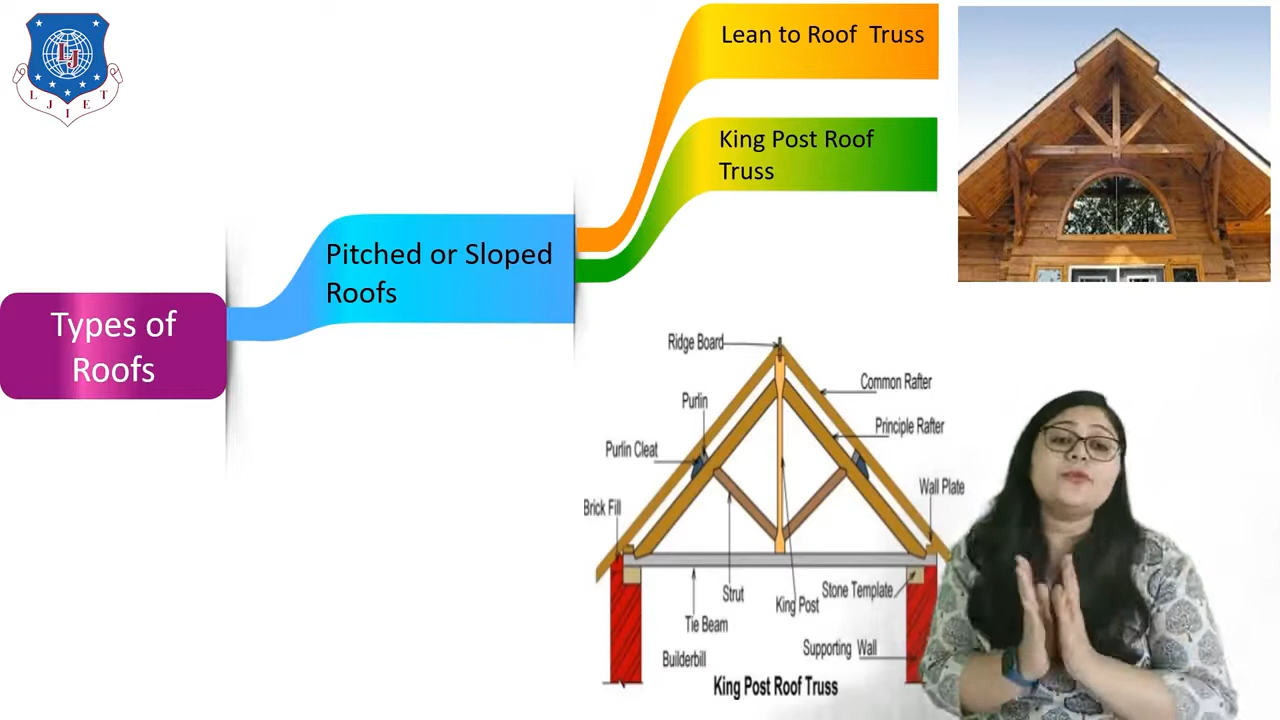 LJ
LJIET
Types of
Roofs
Pitched or Sloped
Roofs
Lean to Roof Truss
King Post Roof
Truss
Ridge Board
Common Rafter
Purlin
Principle Rafter
Purlin Cleat
Wall Plate
Brick Fill
Strut
Stone Template
King Post
Tie Beam
Supporting Wall
Builderbill
King Post Roof Truss